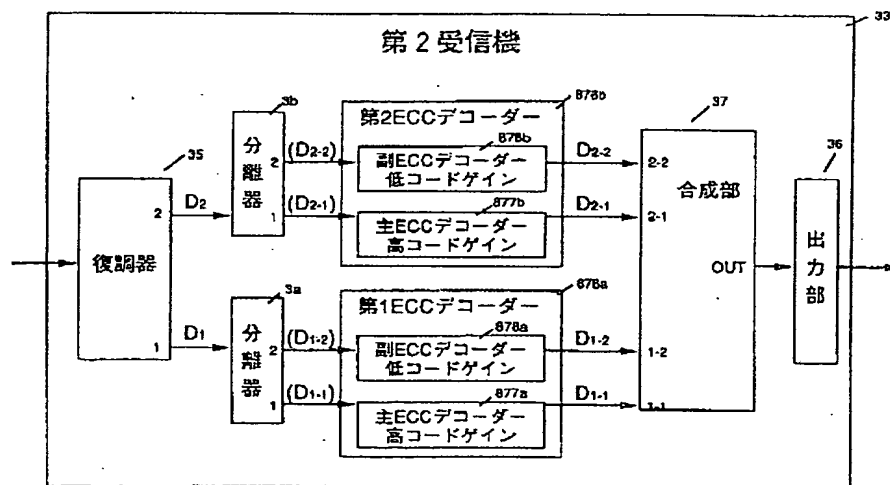 33
第2受信機
3b
876b
第2ECCデコーダー
37
878b
35
分離器
2
(D2-2)
副ECCデコーダー
低コードゲイン
D2-2
2-2
36
2
D2
1
(D2-1)
877b
主ECCデコーダー
高コードゲイン
D2-1
2-1
合成部
復調器
OUT
出力部
3a
876a
第1ECCデコーダー
878a
1
D1
分離器
2
(D1-2)
副ECCデコーダー
低コードゲイン
D1-2
1-2
1
(D1-1)
877a
主ECCデコーダー
高コードゲイン
D1-1
1-1